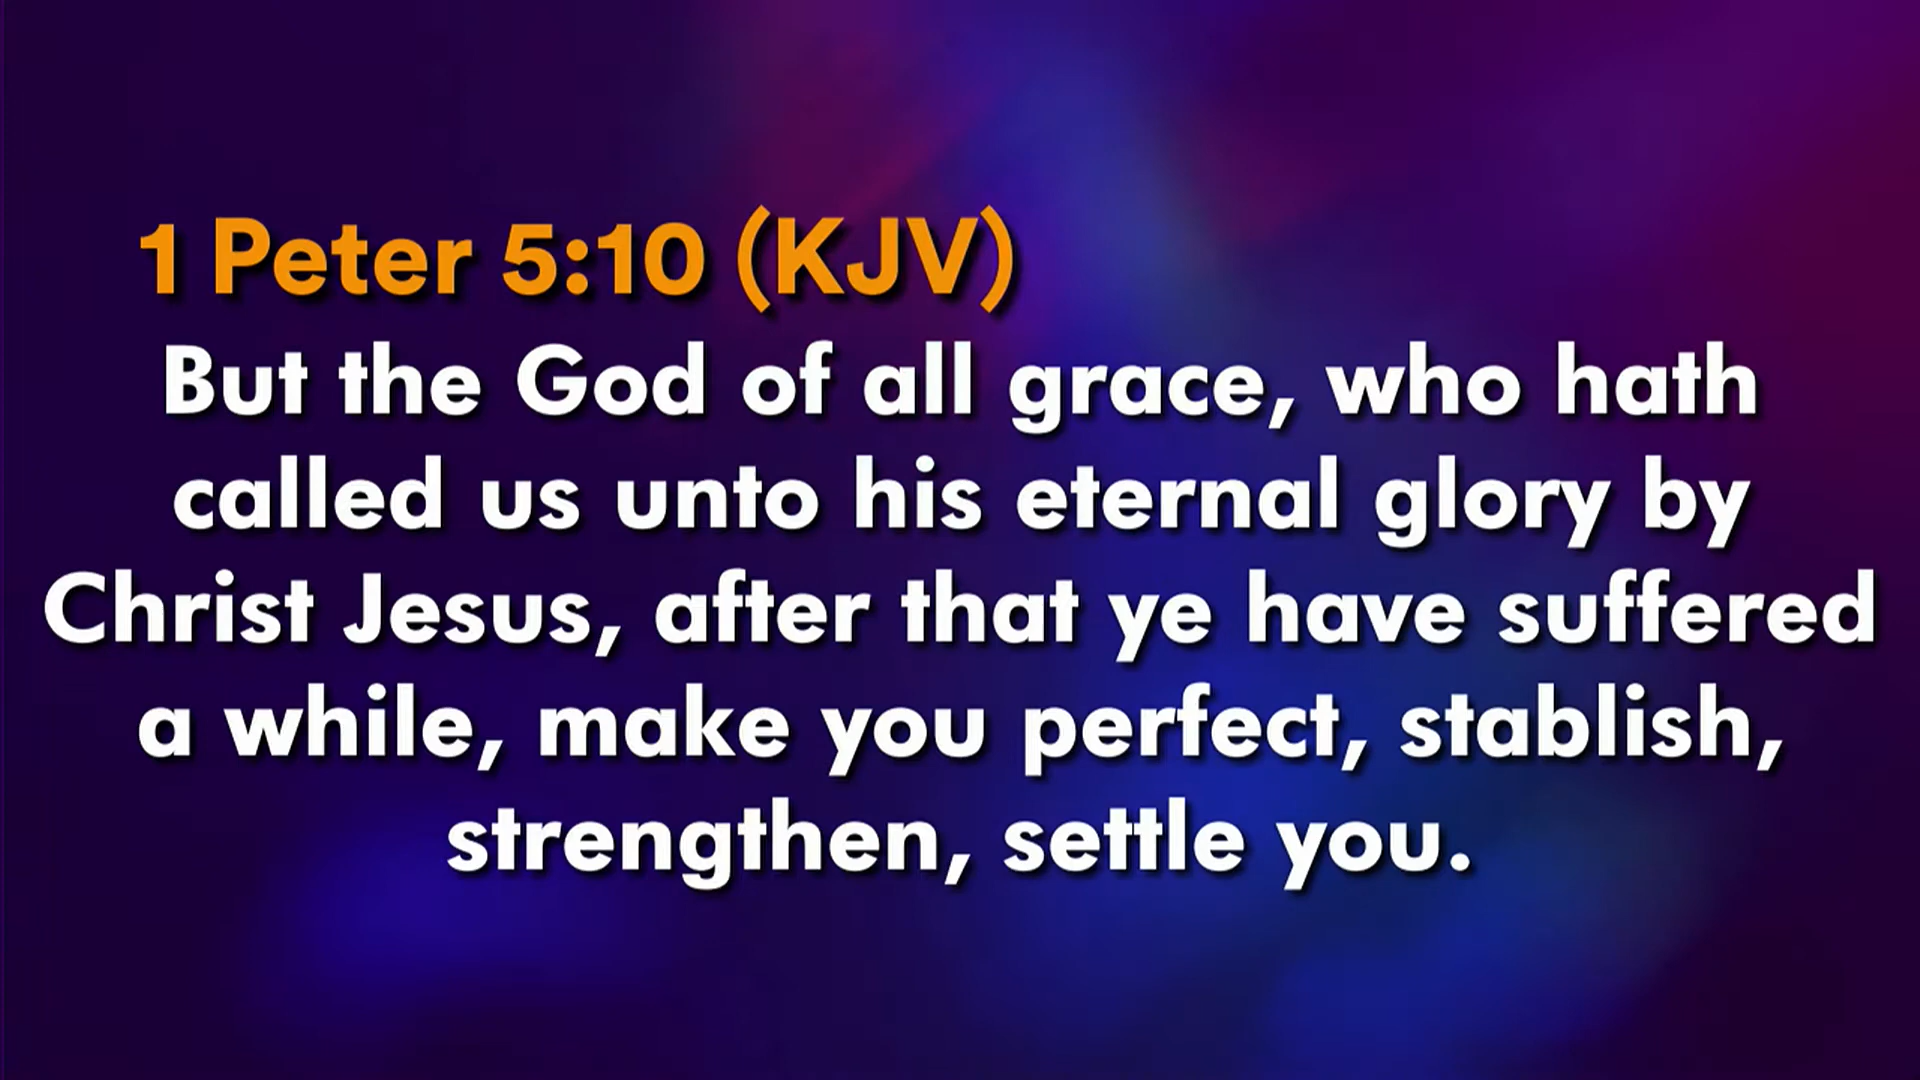 1 Peter 5:10 (KJV)
But the God of all grace, who hath
called us unto his eternal glory by
Christ Jesus, after that ye have suffered
a while, make you perfect, stablish,
strengthen, settle you.